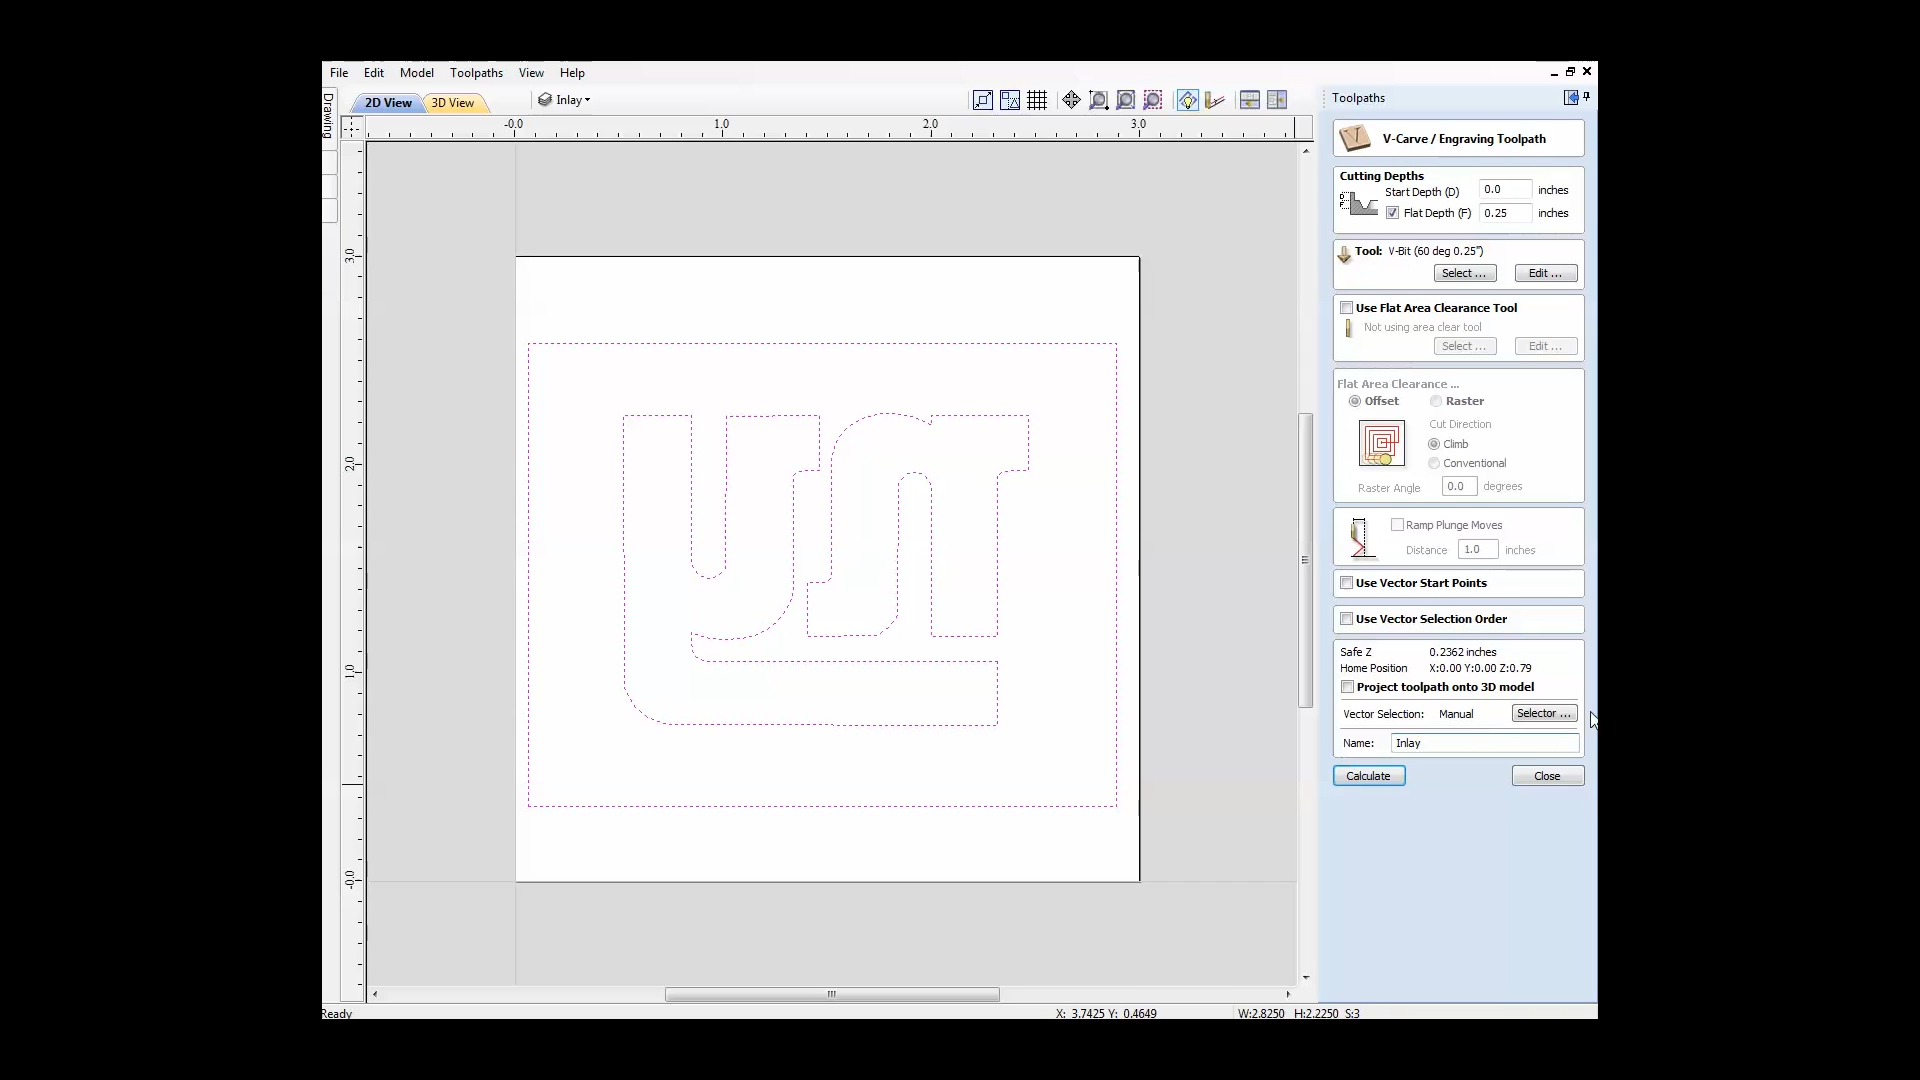 File Edit Model Toolpaths View Help
Drawing
2D View 3D View Inlay
Toolpaths
-0.0 1.0 2.0 3.0
3.0
2.0
1.0
-0.0
V-Carve / Engraving Toolpath
Cutting Depths
Start Depth (D) 0.0 inches
Flat Depth (F) 0.25 inches
Tool: V-Bit (60 deg 0.25")
Select ... Edit ...
Use Flat Area Clearance Tool
Not using area clear tool
Select ... Edit ...
Flat Area Clearance ...
Offset Raster
Cut Direction
Climb
Conventional
Raster Angle 0.0 degrees
Ramp Plunge Moves
Distance 1.0 inches
Use Vector Start Points
Use Vector Selection Order
Safe Z 0.2362 inches
Home Position X:0.00 Y:0.00 Z:0.79
Project toolpath onto 3D model
Vector Selection: Manual Selector ...
Name: Inlay
Calculate Close
Ready X: 3.7425 Y: 0.4649 W:2.8250 H:2.2250 S:3